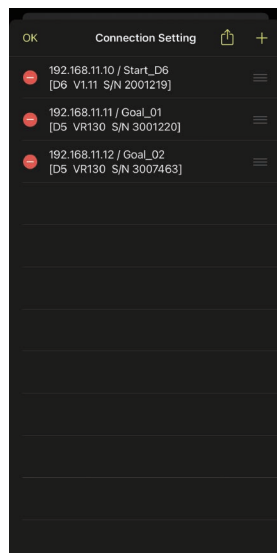 OK
Connection Setting
192.168.11.10 / Start_D6
[D6 V1.11 S/N 2001219]
192.168.11.11 / Goal_01
[D5 VR130 S/N 3001220]
192.168.11.12 / Goal_02
[D5 VR130 S/N 3007463]